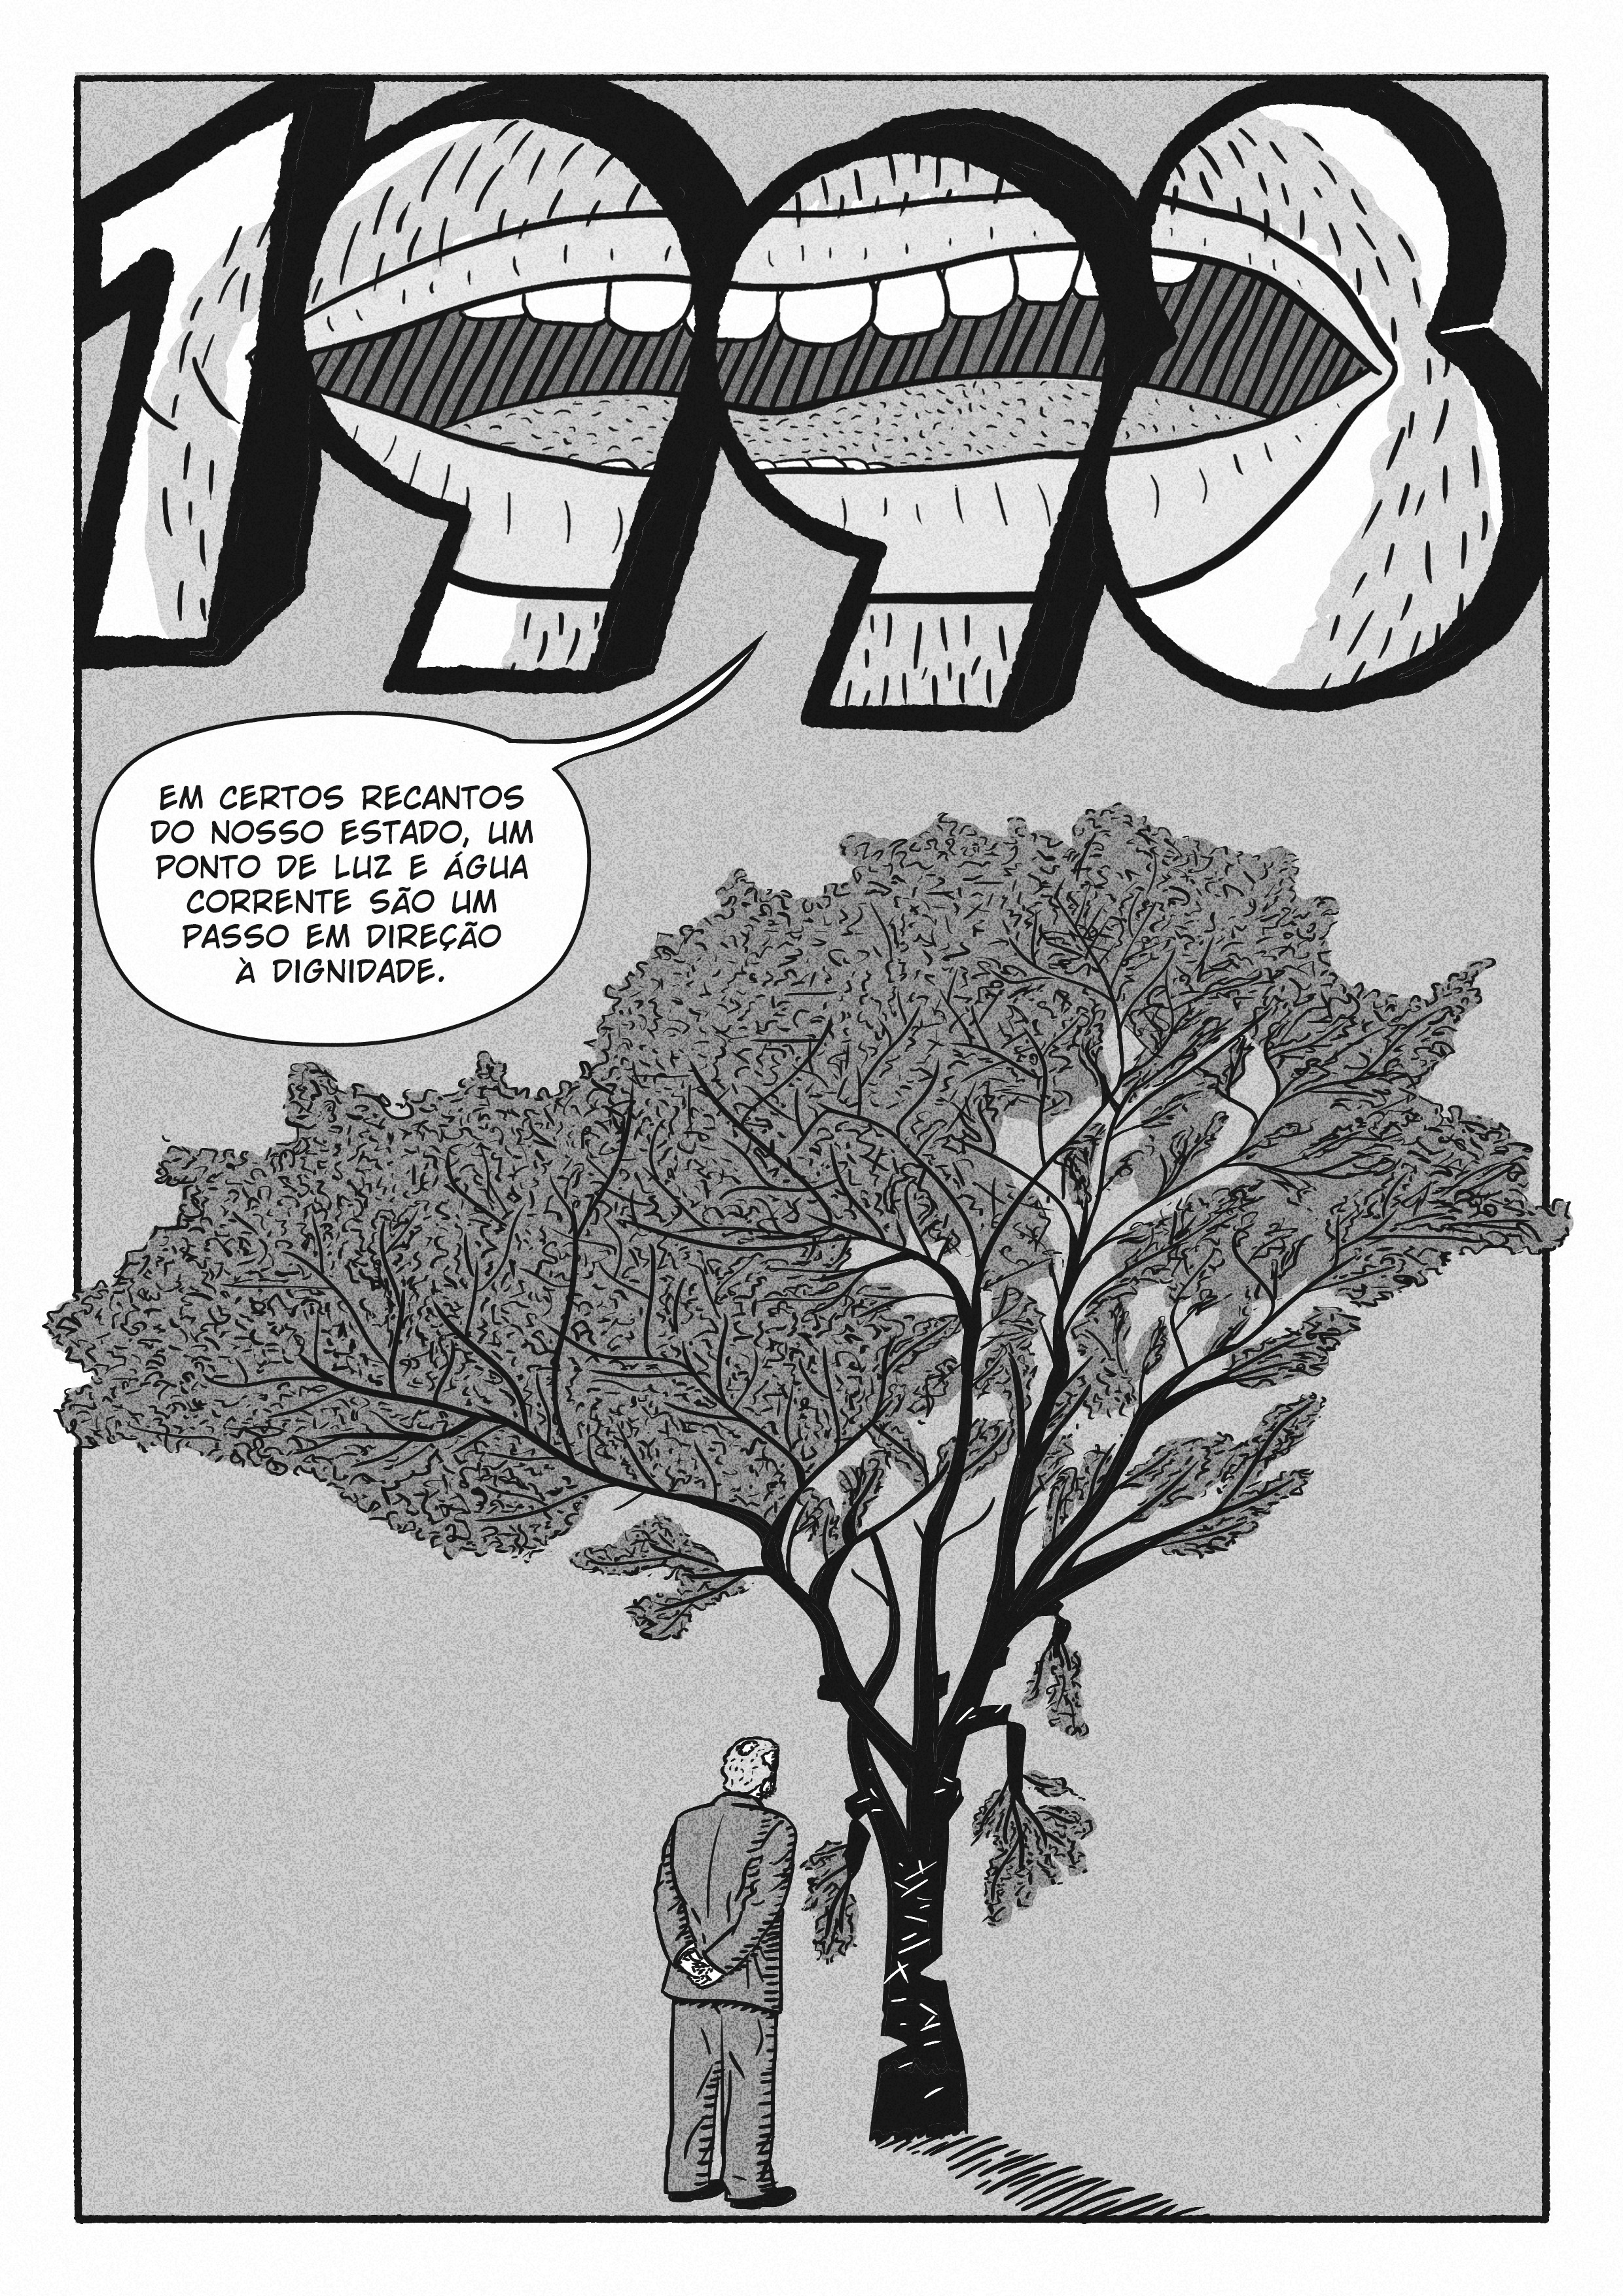 1998
EM CERTOS RECANTOS
DO NOSSO ESTADO, UM
PONTO DE LUZ E ÁGUA
CORRENTE SÃO UM
PASSO EM DIREÇÃO
À DIGNIDADE.